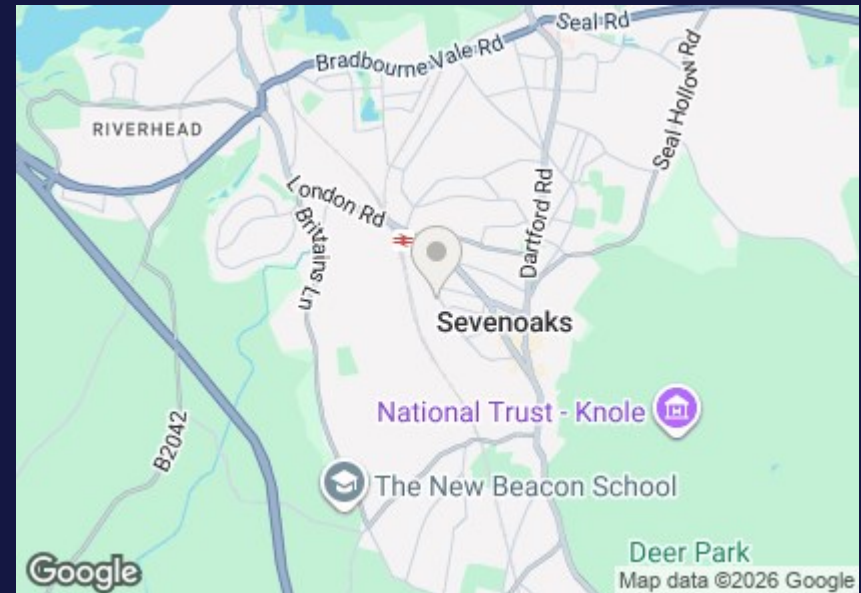 Seal Rd
Bradbourne Vale Rd
Seal Hollow Rd
RIVERHEAD
London Rd
Brittains Ln
Dartford Rd
Sevenoaks
National Trust - Knole
B2042
The New Beacon School
Deer Park
Google
Map data ©2026 Google